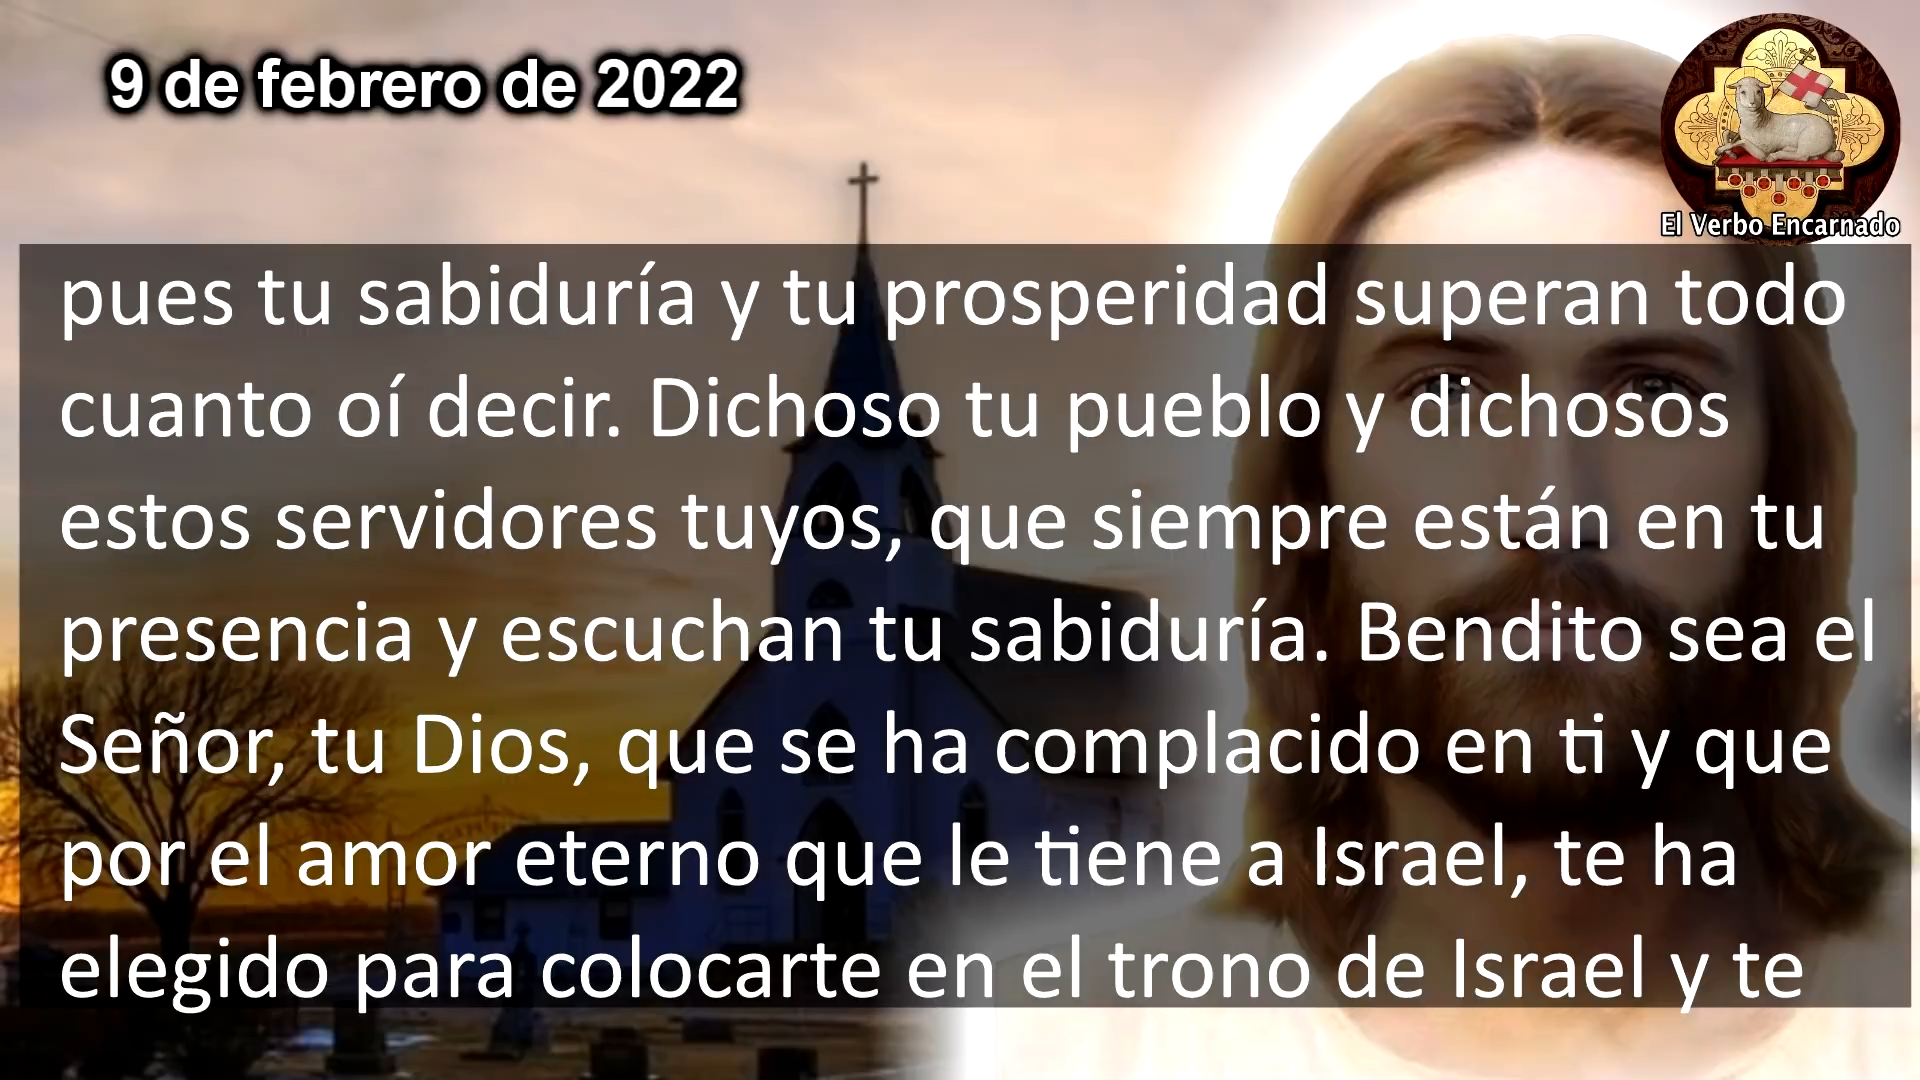 9 de febrero de 2022
El Verbo Encarnado
pues tu sabiduría y tu prosperidad superan todo
cuanto oí decir. Dichoso tu pueblo y dichosos
estos servidores tuyos, que siempre están en tu
presencia y escuchan tu sabiduría. Bendito sea el
Señor, tu Dios, que se ha complacido en ti y que
por el amor eterno que le tiene a Israel, te ha
elegido para colocarte en el trono de Israel y te